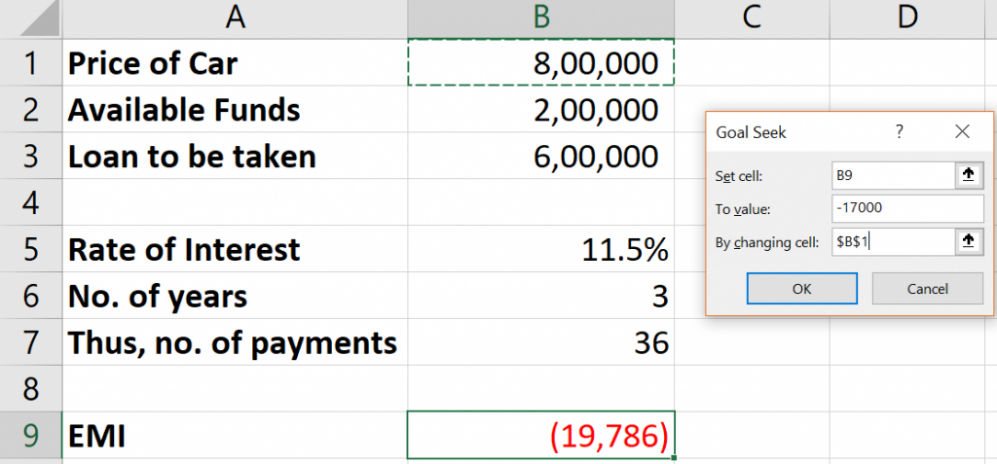 A B C D
1 Price of Car 8,00,000
2 Available Funds 2,00,000
3 Loan to be taken 6,00,000
4
5 Rate of Interest 11.5%
6 No. of years 3
7 Thus, no. of payments 36
8
9 EMI (19,786)
Goal Seek ? ×
Set cell: B9
To value: -17000
By changing cell: $B$1
OK Cancel